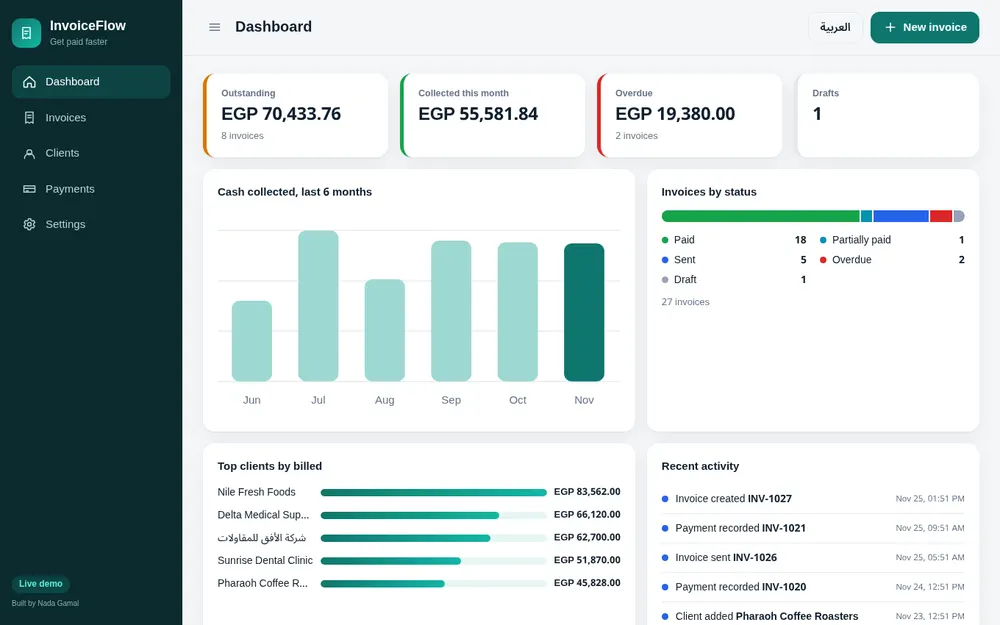 InvoiceFlow
Get paid faster
Dashboard
Invoices
Clients
Payments
Settings
Live demo
Built by Nada Gamal
Dashboard
العربية
New invoice
Outstanding
EGP 70,433.76
8 invoices
Collected this month
EGP 55,581.84
Overdue
EGP 19,380.00
2 invoices
Drafts
1
Cash collected, last 6 months
Jun Jul Aug Sep Oct Nov
Invoices by status
Paid 18 Partially paid 1
Sent 5 Overdue 2
Draft 1
27 invoices
Top clients by billed
Nile Fresh Foods EGP 83,562.00
Delta Medical Sup... EGP 66,120.00
شركة الأفق للمقاولات EGP 62,700.00
Sunrise Dental Clinic EGP 51,870.00
Pharaoh Coffee R... EGP 45,828.00
Recent activity
Invoice created INV-1027 Nov 25, 01:51 PM
Payment recorded INV-1021 Nov 25, 09:51 AM
Invoice sent INV-1026 Nov 25, 05:51 AM
Payment recorded INV-1020 Nov 24, 12:51 PM
Client added Pharaoh Coffee Roasters Nov 23, 12:51 PM